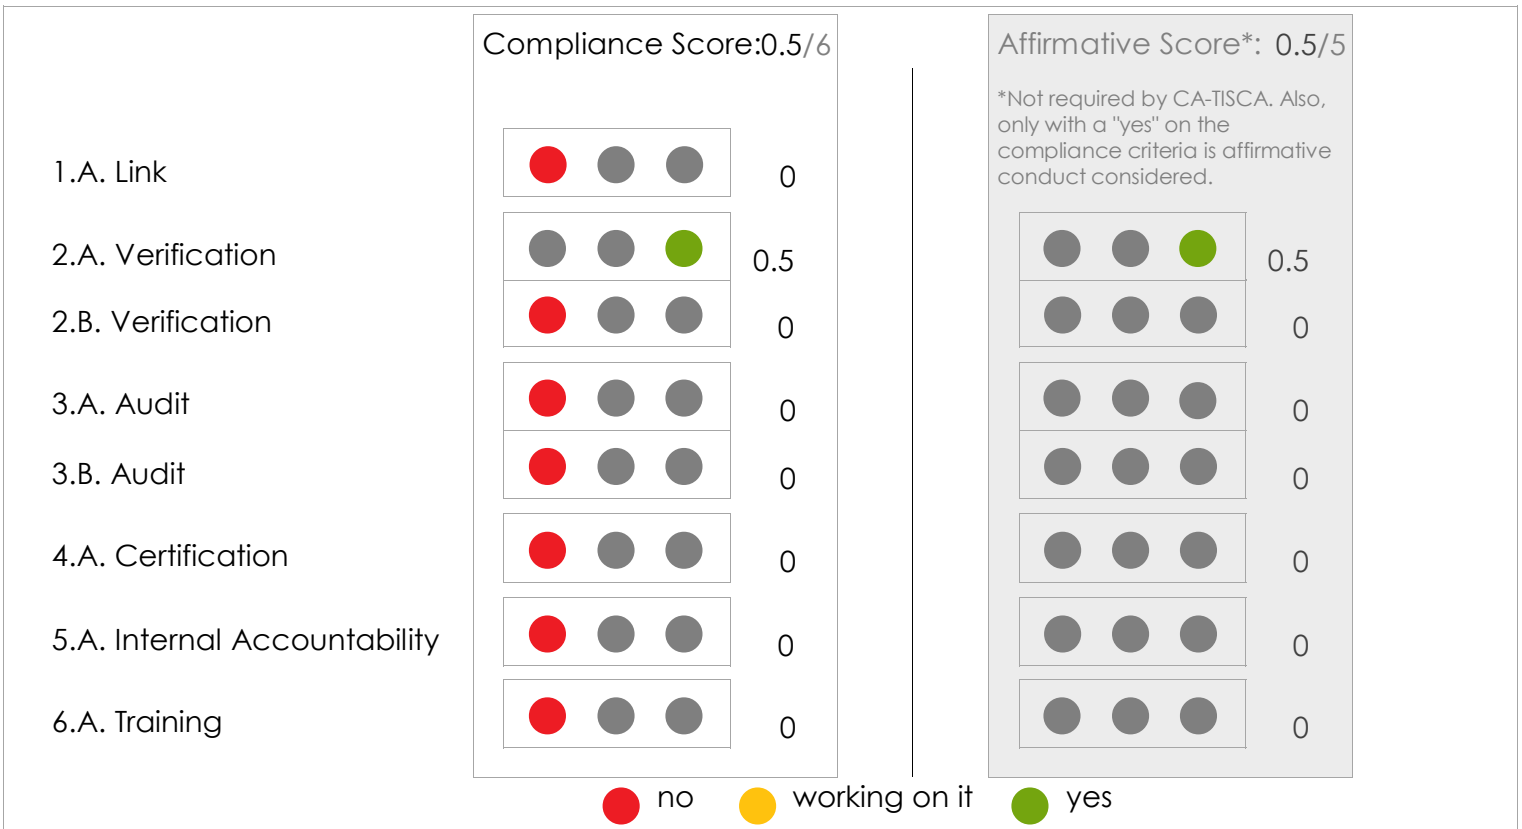 Compliance Score:0.5/6
Affirmative Score*: 0.5/5
*Not required by CA-TISCA. Also,
only with a "yes" on the
compliance criteria is affirmative
conduct considered.
1.A. Link 0
2.A. Verification 0.5 0.5
2.B. Verification 0 0
3.A. Audit 0 0
3.B. Audit 0 0
4.A. Certification 0 0
5.A. Internal Accountability 0 0
6.A. Training 0 0
no working on it yes